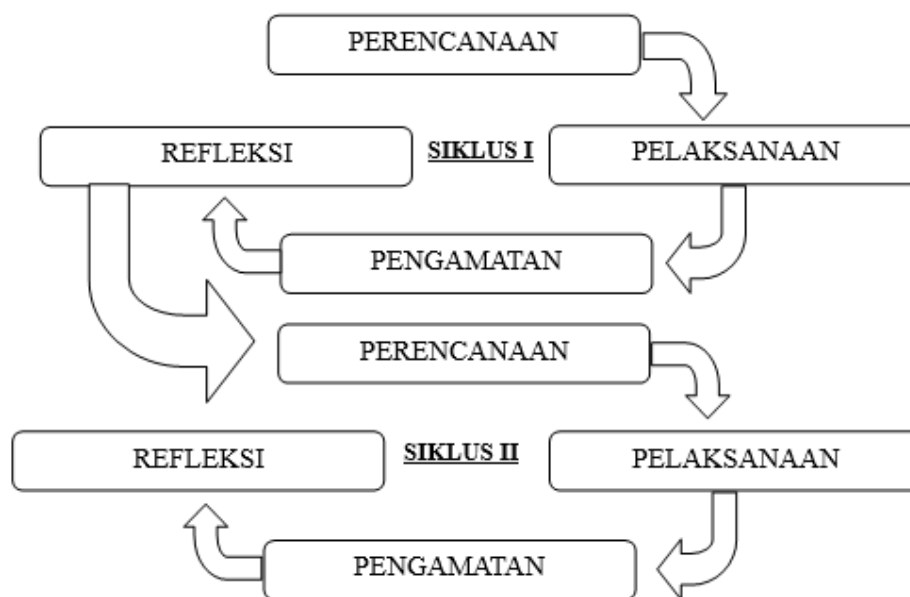 PERENCANAAN
REFLEKSI
SIKLUS I
PELAKSANAAN
PENGAMATAN
PERENCANAAN
REFLEKSI
SIKLUS II
PELAKSANAAN
PENGAMATAN